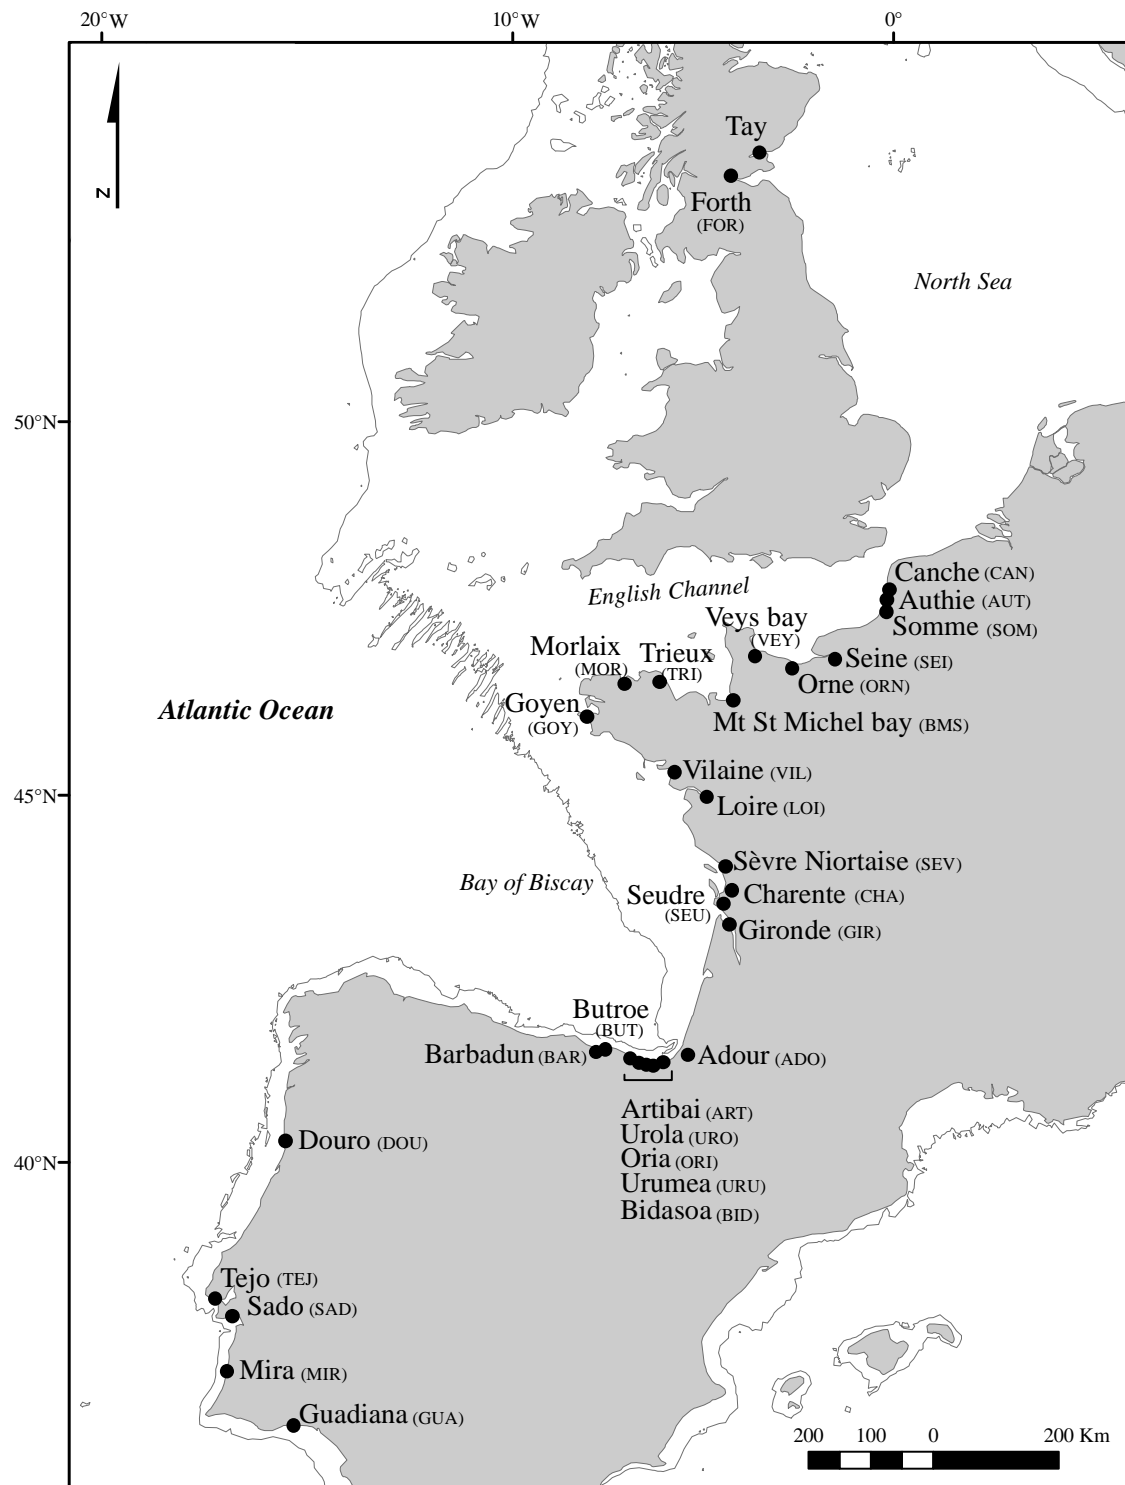 20°W
10°W
0°
N
Tay
Forth
(FOR)
North Sea
50°N
Canche (CAN)
English Channel
Authie (AUT)
Veys bay
(VEY)
Somme (SOM)
Morlaix
(MOR)
Trieux
(TRI)
Seine (SEI)
Orne (ORN)
Goyen
(GOY)
Atlantic Ocean
Mt St Michel bay (BMS)
Vilaine (VIL)
45°N
Loire (LOI)
Sèvre Niortaise (SEV)
Bay of Biscay
Seudre
(SEU)
Charente (CHA)
Gironde (GIR)
Butroe
(BUT)
Barbadun (BAR)
Adour (ADO)
Artibai (ART)
Urola (URO)
Oria (ORI)
Urumea (URU)
Bidasoa (BID)
Douro (DOU)
40°N
Tejo (TEJ)
Sado (SAD)
Mira (MIR)
Guadiana (GUA)
200 100 0 200 Km